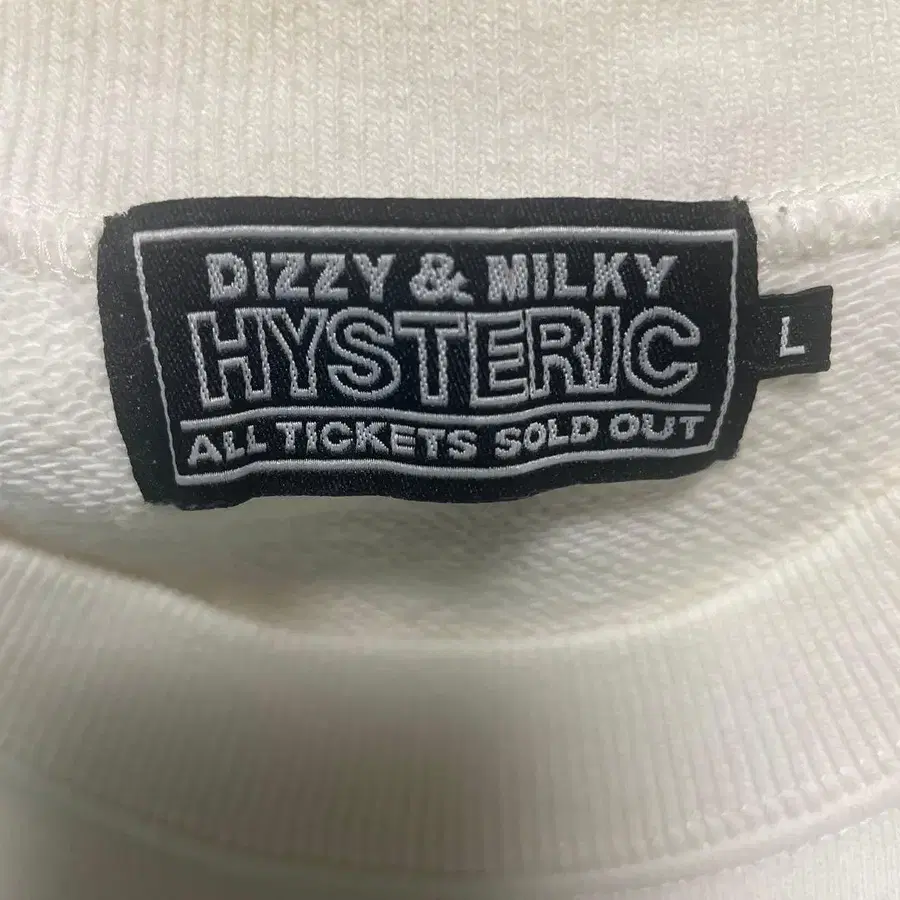 DIZZY & MILKY
HYSTERIC
ALL TICKETS SOLD OUT
L